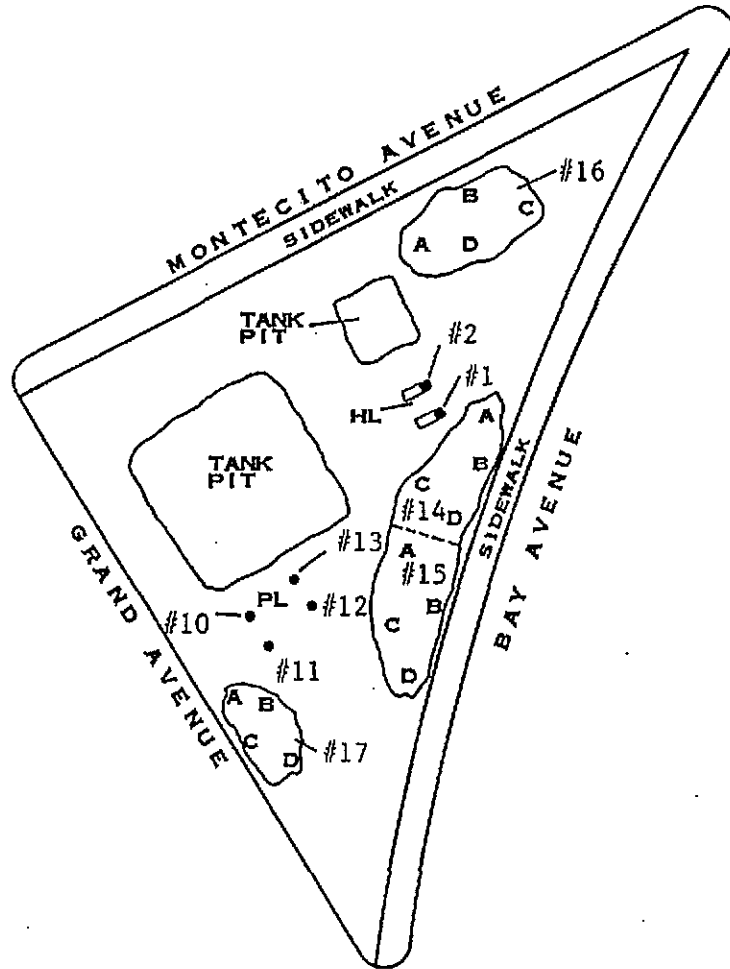 MONTECITO AVENUE
SIDEWALK
#16
B
C
A
D
TANK
PIT
#2
#1
HL
A
B
C
#14
D
SIDEWALK
BAY AVENUE
TANK
PIT
GRAND AVENUE
#13
A
#15
PL
#12
B
#10
C
#11
D
A
B
C
D
#17